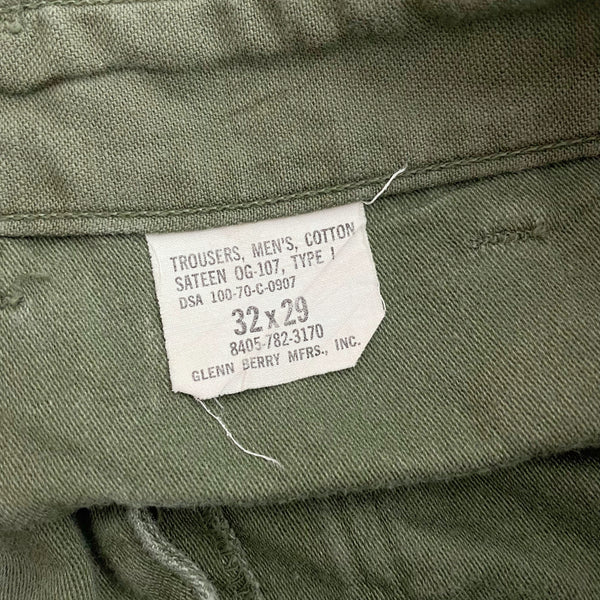 TROUSERS, MEN'S, COTTON
SATEEN OG-107, TYPE I
DSA 100-70-C-0907
32 x 29
8405-782-3170
GLENN BERRY MFRS., INC.